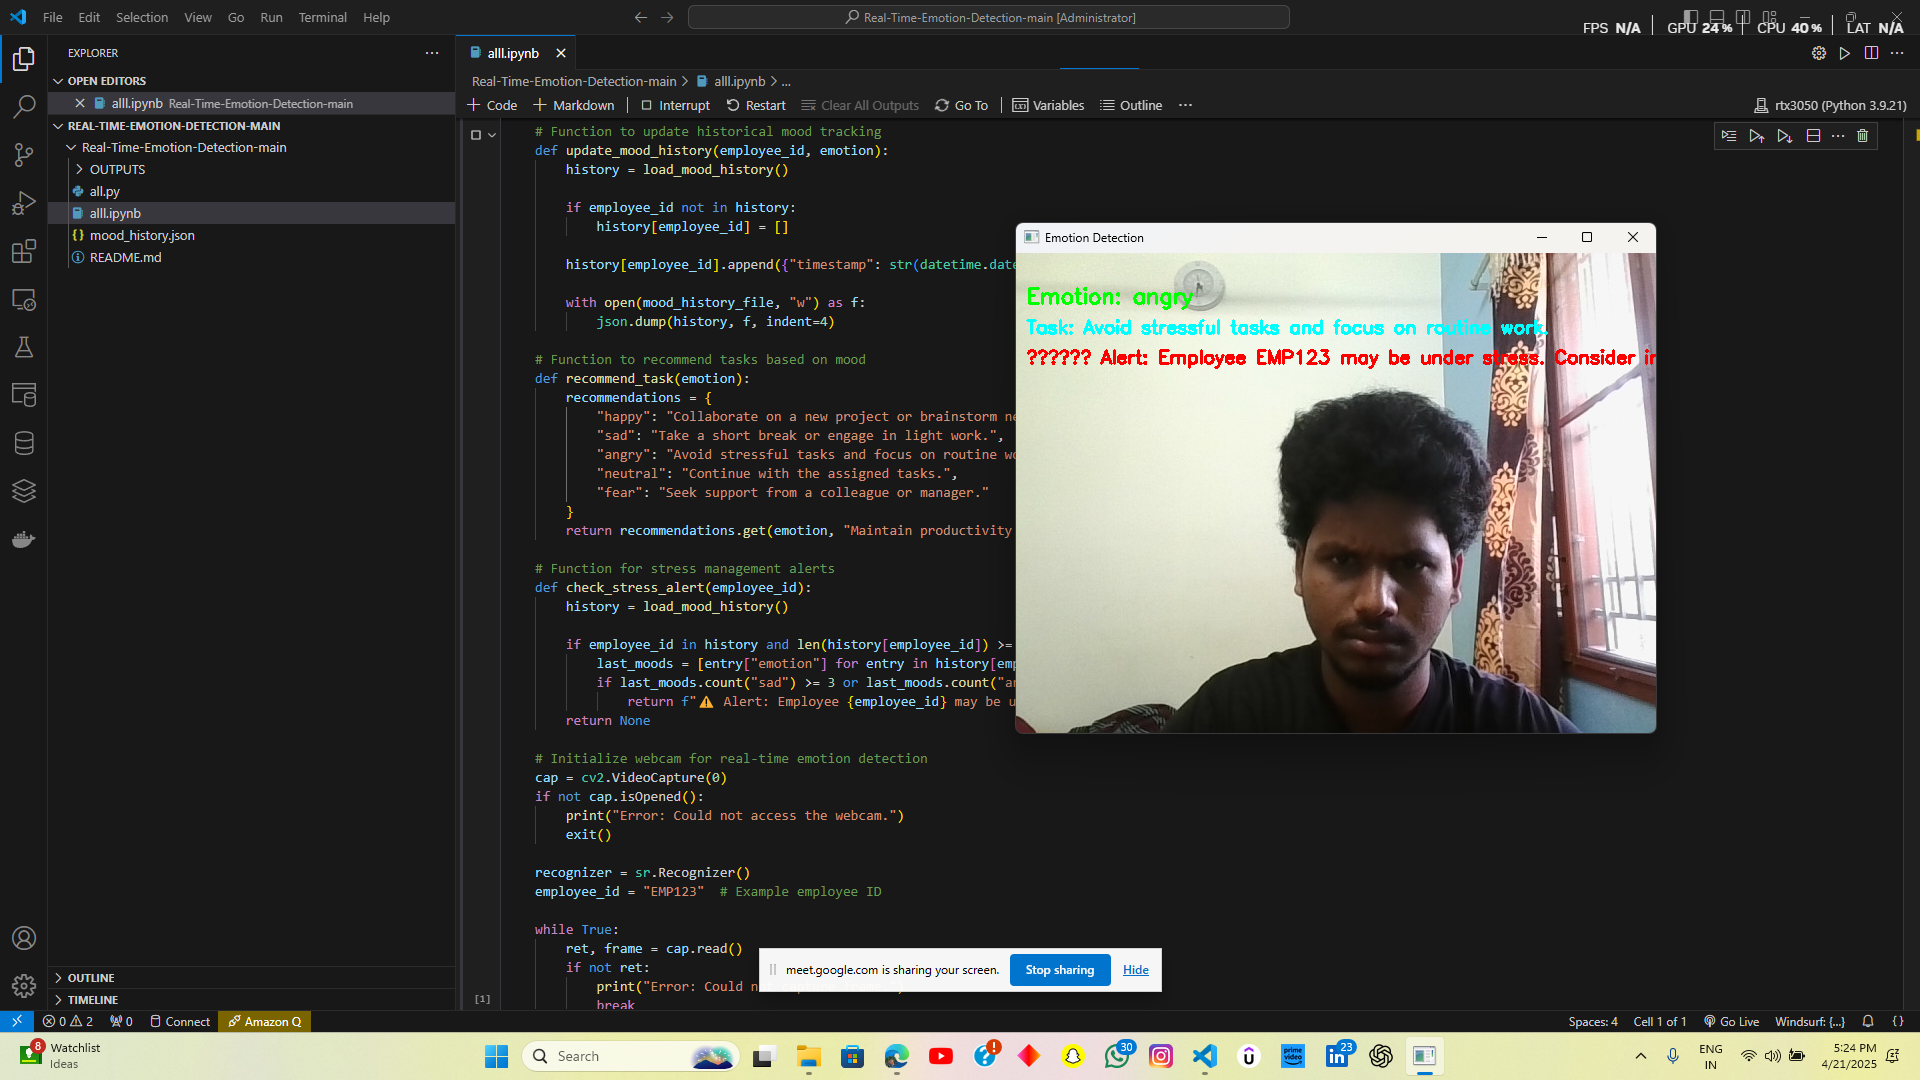 File Edit Selection View Go Run Terminal Help
Real-Time-Emotion-Detection-main [Administrator]
FPS N/A GPU 24 % CPU 40 % LAT N/A
EXPLORER
OPEN EDITORS
alll.ipynb Real-Time-Emotion-Detection-main
REAL-TIME-EMOTION-DETECTION-MAIN
Real-Time-Emotion-Detection-main
OUTPUTS
all.py
alll.ipynb
mood_history.json
README.md
OUTLINE
TIMELINE
alll.ipynb
Real-Time-Emotion-Detection-main > alll.ipynb > ...
Code Markdown Interrupt Restart Clear All Outputs Go To Variables Outline ...
rtx3050 (Python 3.9.21)
# Function to update historical mood tracking
def update_mood_history(employee_id, emotion):
history = load_mood_history()
if employee_id not in history:
history[employee_id] = []
history[employee_id].append({"timestamp": str(datetime.date
with open(mood_history_file, "w") as f:
json.dump(history, f, indent=4)
# Function to recommend tasks based on mood
def recommend_task(emotion):
recommendations = {
"happy": "Collaborate on a new project or brainstorm ne
"sad": "Take a short break or engage in light work.",
"angry": "Avoid stressful tasks and focus on routine wo
"neutral": "Continue with the assigned tasks.",
"fear": "Seek support from a colleague or manager."
}
return recommendations.get(emotion, "Maintain productivity
# Function for stress management alerts
def check_stress_alert(employee_id):
history = load_mood_history()
if employee_id in history and len(history[employee_id]) >=
last_moods = [entry["emotion"] for entry in history[emp
if last_moods.count("sad") >= 3 or last_moods.count("an
return f"⚠️ Alert: Employee {employee_id} may be u
return None
# Initialize webcam for real-time emotion detection
cap = cv2.VideoCapture(0)
if not cap.isOpened():
print("Error: Could not access the webcam.")
exit()
recognizer = sr.Recognizer()
employee_id = "EMP123" # Example employee ID
while True:
ret, frame = cap.read()
if not ret:
print("Error: Could n
break
[1]
Emotion Detection
Emotion: angry
Task: Avoid stressful tasks and focus on routine work.
?????? Alert: Employee EMP123 may be under stress. Consider in
meet.google.com is sharing your screen. Stop sharing Hide
0 2 0 Connect Amazon Q
Spaces: 4 Cell 1 of 1 Go Live Windsurf: {...}
8 Watchlist
Ideas
Search
30
prime video
23
ENG
IN
5:24 PM
4/21/2025